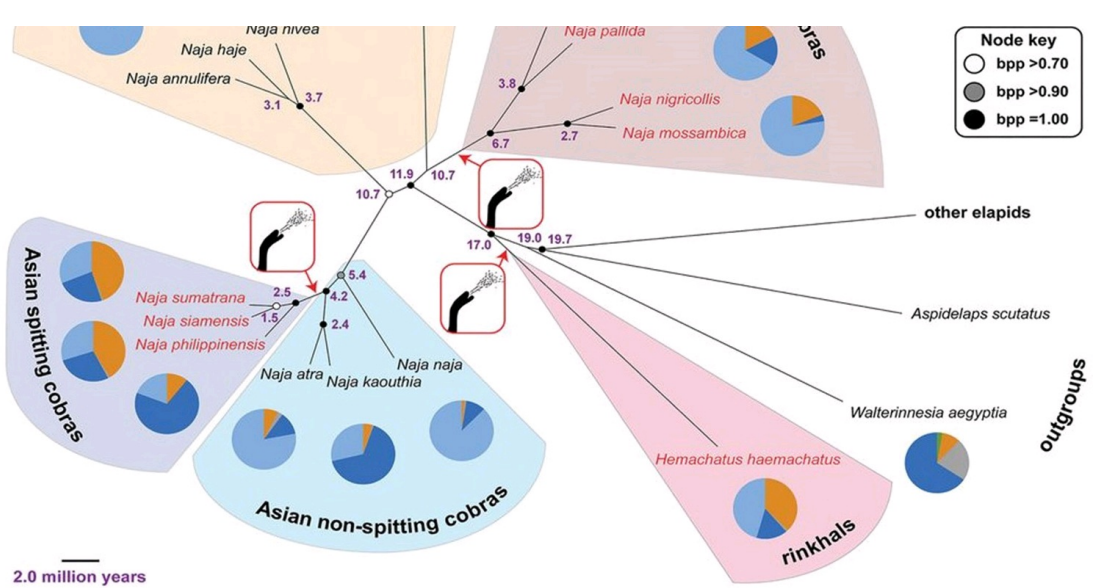 Naja nivea
Naja haje
Naja annulifera
3.1
3.7
Naja pallida
3.8
Naja nigricollis
Naja mossambica
6.7
2.7
Node key
bpp >0.70
bpp >0.90
bpp =1.00
10.7
11.9
10.7
17.0
19.0
19.7
other elapids
Aspidelaps scutatus
Walterinnesia aegyptia
outgroups
Hemachatus haemachatus
rinkhals
5.4
4.2
2.4
2.5
1.5
Naja sumatrana
Naja siamensis
Naja philippinensis
Asian spitting cobras
Naja atra
Naja kaouthia
Naja naja
Asian non-spitting cobras
2.0 million years